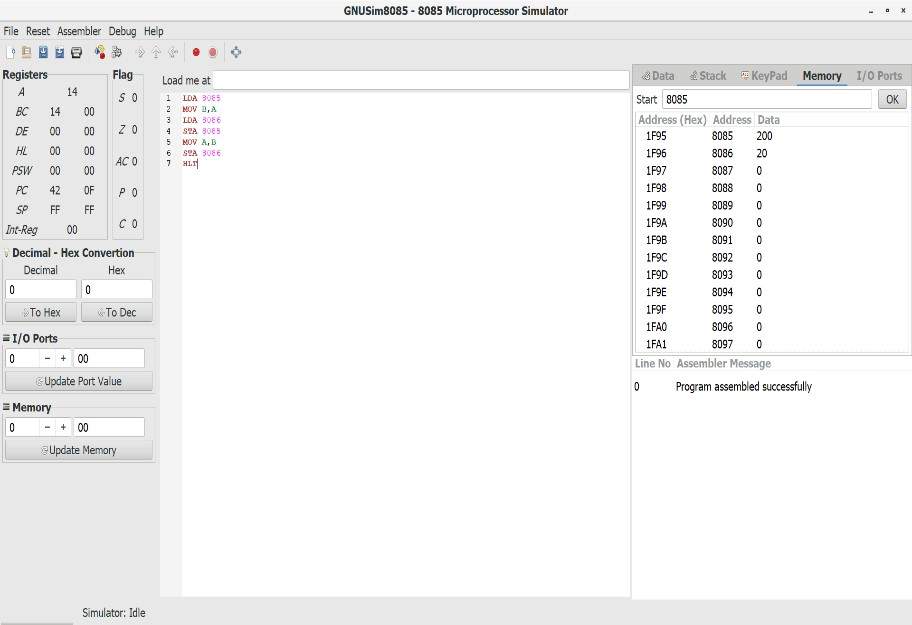 GNUSim8085 - 8085 Microprocessor Simulator
File Reset Assembler Debug Help
Registers
A 14
BC 14 00
DE 00 00
HL 00 00
PSW 00 00
PC 42 0F
SP FF FF
Int-Reg 00
Flag
S 0
Z 0
AC 0
P 0
C 0
Decimal - Hex Convertion
Decimal Hex
0 0
To Hex To Dec
I/O Ports
0 - + 00
Update Port Value
Memory
0 - + 00
Update Memory
Load me at
1 LDA 8085
2 MOV B,A
3 LDA 8086
4 STA 8085
5 MOV A,B
6 STA 8086
7 HLT
Data Stack KeyPad Memory I/O Ports
Start 8085 OK
Address (Hex) Address Data
1F95 8085 200
1F96 8086 20
1F97 8087 0
1F98 8088 0
1F99 8089 0
1F9A 8090 0
1F9B 8091 0
1F9C 8092 0
1F9D 8093 0
1F9E 8094 0
1F9F 8095 0
1FA0 8096 0
1FA1 8097 0
Line No Assembler Message
0 Program assembled successfully
Simulator: Idle